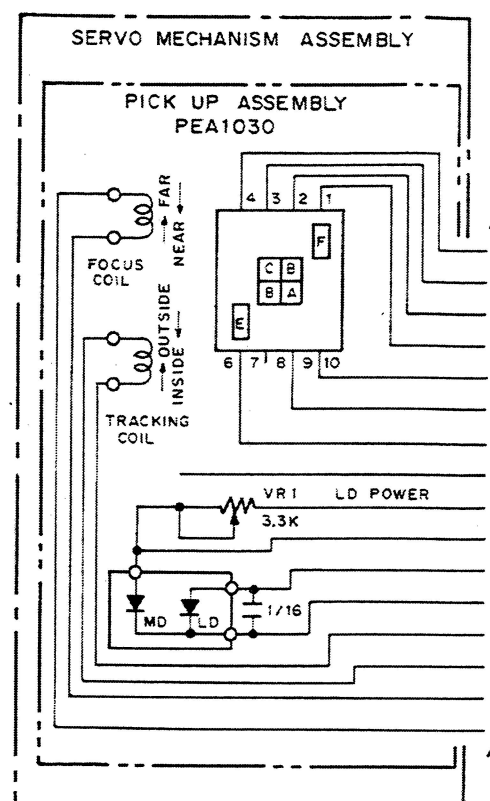 SERVO MECHANISM ASSEMBLY
PICK UP ASSEMBLY
PEA1030
FAR
NEAR
FOCUS
COIL
4 3 2 1
F
C B
B A
E
6 7 8 9 10
OUTSIDE
INSIDE
TRACKING
COIL
VR1 LD POWER
3.3K
MD LD 1/16